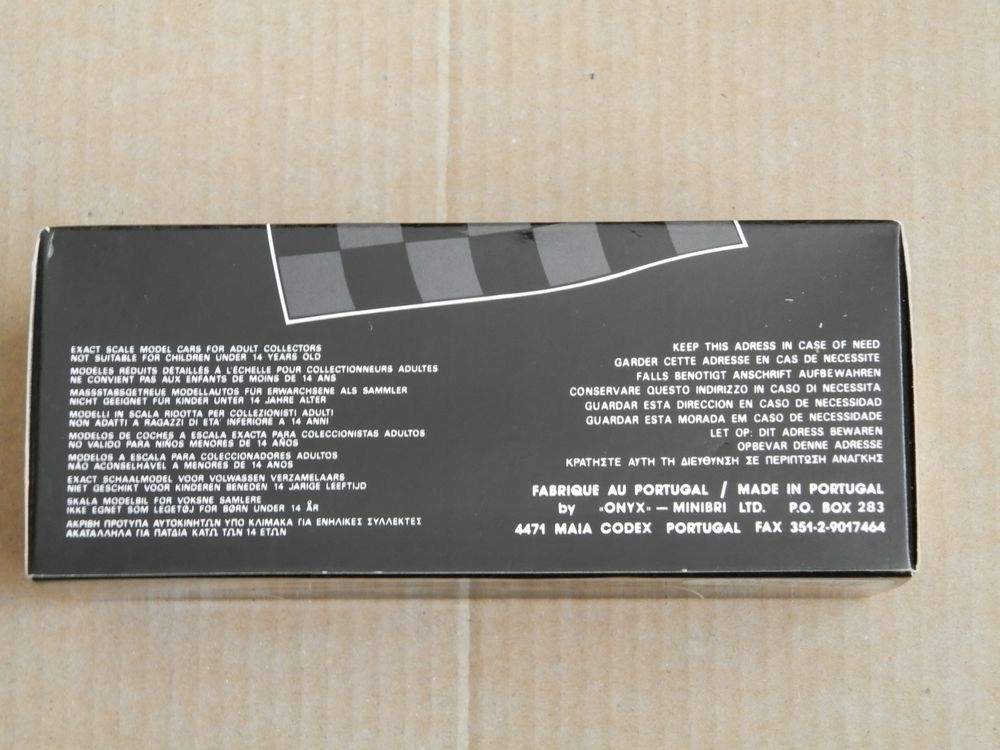 EXACT SCALE MODEL CARS FOR ADULT COLLECTORS
NOT SUITABLE FOR CHILDREN UNDER 14 YEARS OLD
MODÈLES RÉDUITS DÉTAILLÉS À L'ÉCHELLE POUR COLLECTIONNEURS ADULTES
NE CONVIENT PAS AUX ENFANTS DE MOINS DE 14 ANS
MASSSTABSGETREUE MODELLAUTOS FÜR ERWARCHSENE ALS SAMMLER
NICHT GEEIGNET FÜR KINDER UNTER 14 JAHRE ALTER
MODELLI IN SCALA RIDOTTA PER COLLEZIONISTI ADULTI
NON ADATTI A RAGAZZI DI ETA' INFERIORE A 14 ANNI
MODELOS DE COCHES A ESCALA EXACTA PARA COLECCIONISTAS ADULTOS
NO VALIDO PARA NIÑOS MENORES DE 14 AÑOS
MODELOS A ESCALA PARA COLECCIONADORES ADULTOS
NÃO ACONSELHÁVEL A MENORES DE 14 ANOS
EXACT SCHAALMODEL VOOR VOLWASSEN VERZAMELAARS
NIET GESCHIKT VOOR KINDEREN BENEDEN 14 JARIGE LEEFTIJD
SKALA MODELBIL FOR VOKSNE SAMLERE
IKKE EGNET SOM LEGETØJ FOR BØRN UNDER 14 ÅR
ΑΚΡΙΒΗ ΠΡΟΤΥΠΑ ΑΥΤΟΚΙΝΗΤΩΝ ΥΠΟ ΚΛΙΜΑΚΑ ΓΙΑ ΕΝΗΛΙΚΕΣ ΣΥΛΛΕΚΤΕΣ
ΑΚΑΤΑΛΛΗΛΑ ΓΙΑ ΠΑΤΔΙΑ ΚΑΤΩ ΤΩΝ 14 ΕΤΩΝ
KEEP THIS ADRESS IN CASE OF NEED
GARDER CETTE ADRESSE EN CAS DE NECESSITE
FALLS BENOTIGT ANSCHRIFT AUFBEWAHREN
CONSERVARE QUESTO INDIRIZZO IN CASO DI NECESSITA
GUARDAR ESTA DIRECCION EN CASO DE NECESSIDAD
GUARDAR ESTA MORADA EM CASO DE NECESSIDADE
LET OP: DIT ADRESS BEWAREN
OPBEVAR DENNE ADRESSE
ΚΡΑΤΗΣΤΕ ΑΥΤΗ ΤΗ ΔΙΕΥΘΥΝΣΗ ΣΕ ΠΕΡΙΠΤΩΣΗ ΑΝΑΓΚΗΣ
FABRIQUE AU PORTUGAL / MADE IN PORTUGAL
by «ONYX» — MINIBRI LTD. P.O. BOX 283
4471 MAIA CODEX PORTUGAL FAX 351-2-9017464